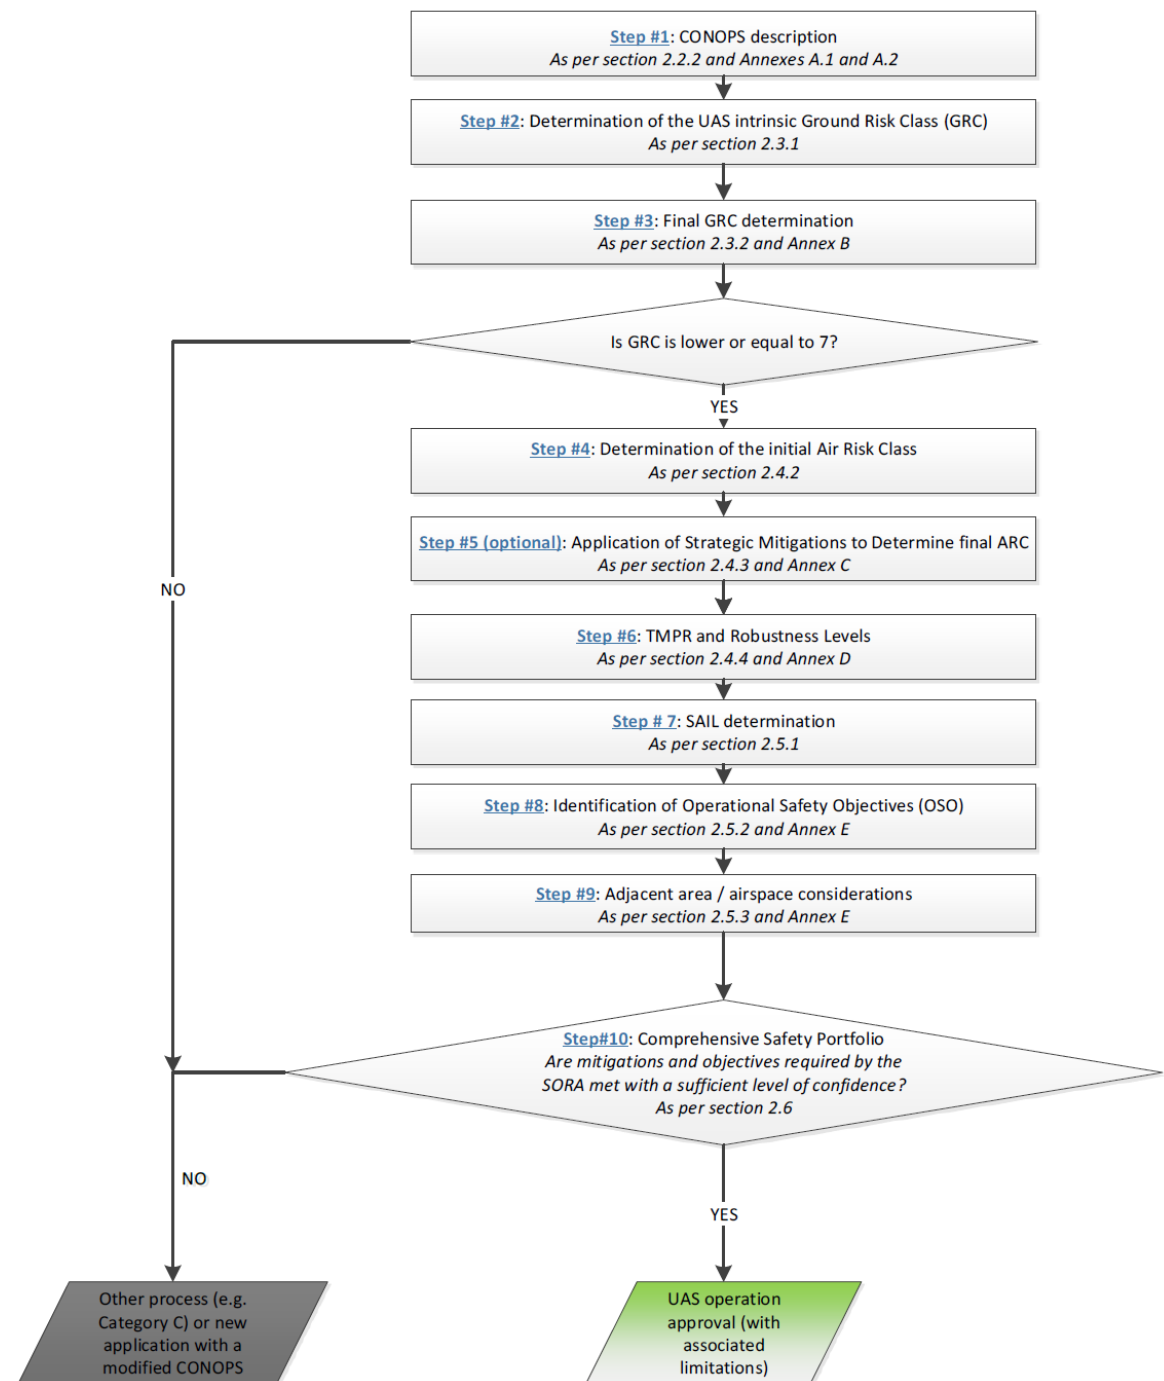 Step #1: CONOPS description
As per section 2.2.2 and Annexes A.1 and A.2
Step #2: Determination of the UAS intrinsic Ground Risk Class (GRC)
As per section 2.3.1
Step #3: Final GRC determination
As per section 2.3.2 and Annex B
Is GRC is lower or equal to 7?
YES
Step #4: Determination of the initial Air Risk Class
As per section 2.4.2
Step #5 (optional): Application of Strategic Mitigations to Determine final ARC
As per section 2.4.3 and Annex C
NO
Step #6: TMPR and Robustness Levels
As per section 2.4.4 and Annex D
Step # 7: SAIL determination
As per section 2.5.1
Step #8: Identification of Operational Safety Objectives (OSO)
As per section 2.5.2 and Annex E
Step #9: Adjacent area / airspace considerations
As per section 2.5.3 and Annex E
Step#10: Comprehensive Safety Portfolio
Are mitigations and objectives required by the
SORA met with a sufficient level of confidence?
As per section 2.6
NO
YES
Other process (e.g.
Category C) or new
application with a
modified CONOPS
UAS operation
approval (with
associated
limitations)